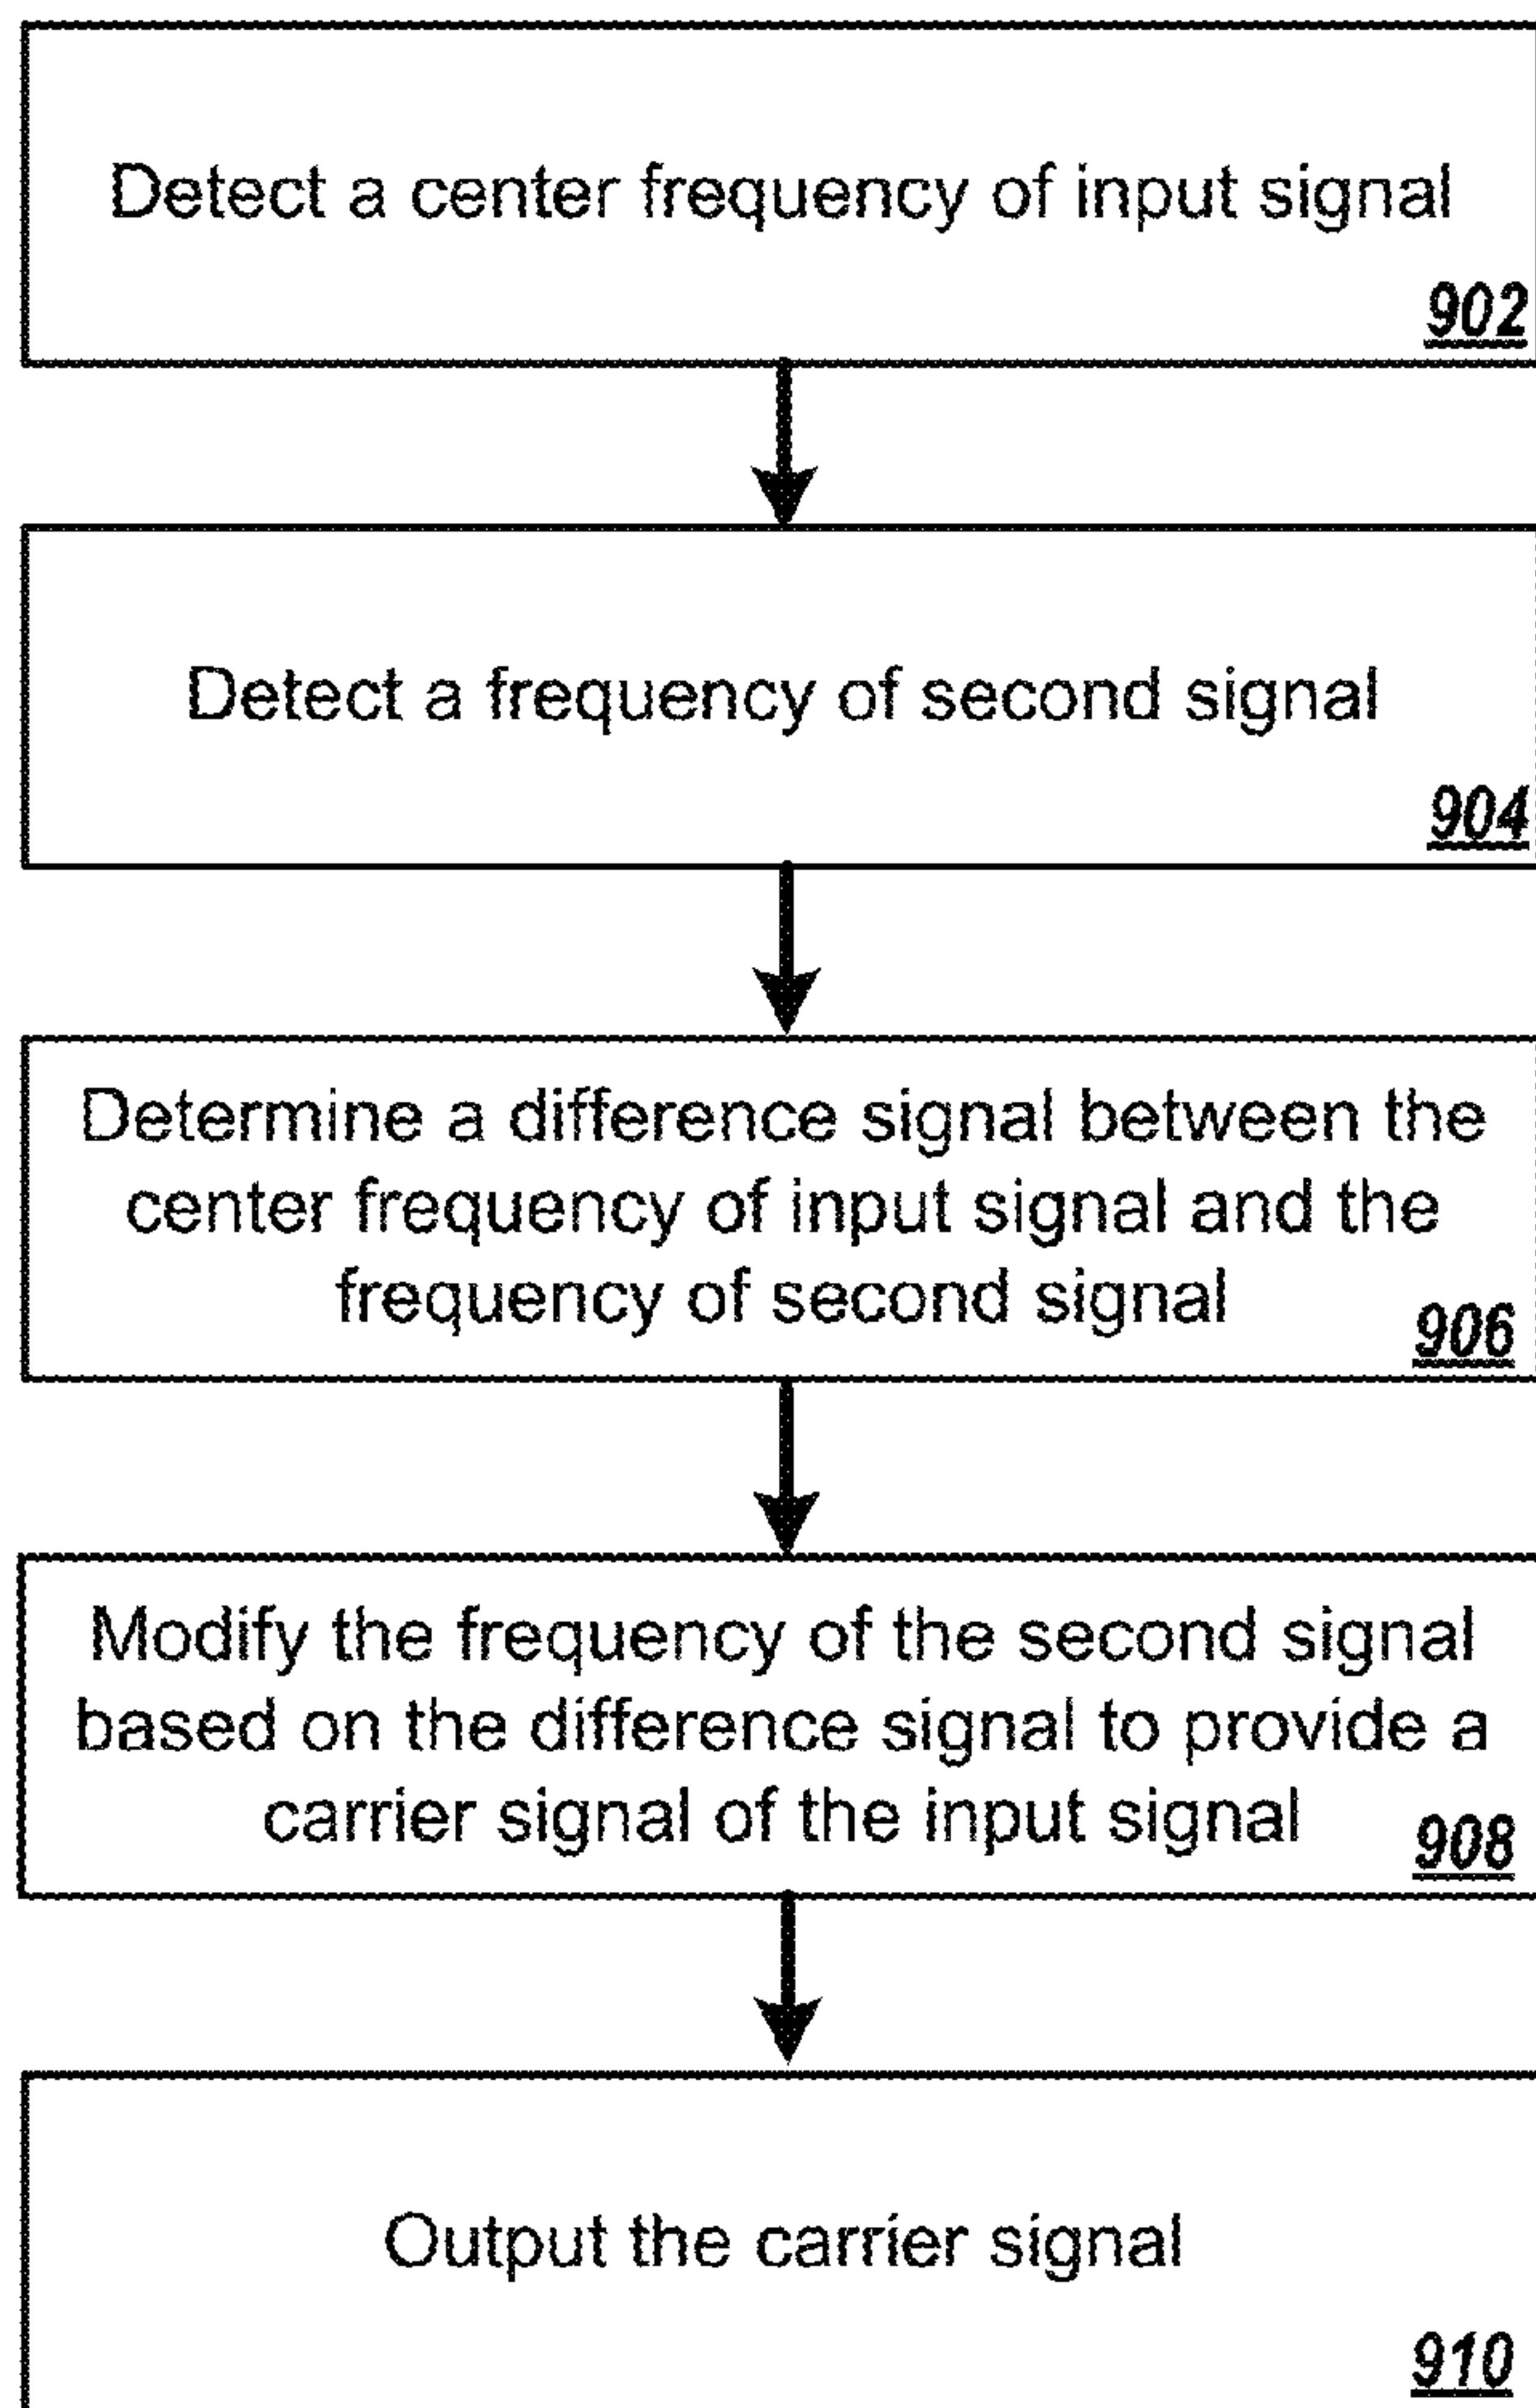 Detect a center frequency of input signal
902
Detect a frequency of second signal
904
Determine a difference signal between the
center frequency of input signal and the
frequency of second signal
906
Modify the frequency of the second signal
based on the difference signal to provide a
carrier signal of the input signal
908
Output the carrier signal
910